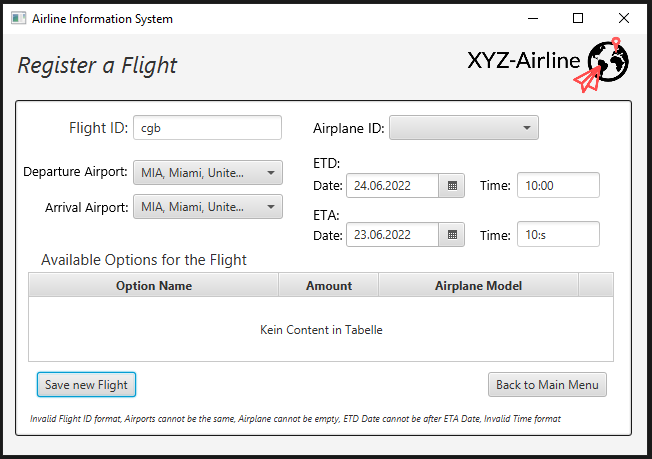 Airline Information System
Register a Flight
XYZ-Airline
Flight ID: cgb
Airplane ID:
Departure Airport: MIA, Miami, Unite...
Arrival Airport: MIA, Miami, Unite...
ETD:
Date: 24.06.2022 Time: 10:00
ETA:
Date: 23.06.2022 Time: 10:s
Available Options for the Flight
Option Name Amount Airplane Model
Kein Content in Tabelle
Save new Flight Back to Main Menu
Invalid Flight ID format, Airports cannot be the same, Airplane cannot be empty, ETD Date cannot be after ETA Date, Invalid Time format